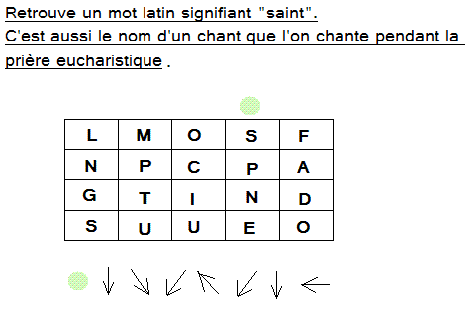 Retrouve un mot latin signifiant "saint".
C'est aussi le nom d'un chant que l'on chante pendant la
prière eucharistique .
L M O S F
N P C P A
G T I N D
S U U E O